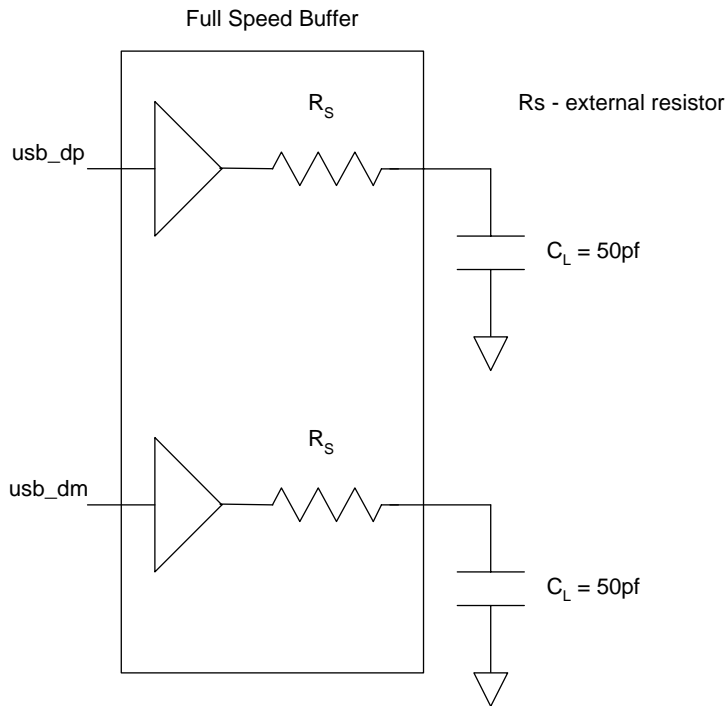 Full Speed Buffer
R_S
Rs - external resistor
usb_dp
C_L = 50pf
R_S
usb_dm
C_L = 50pf